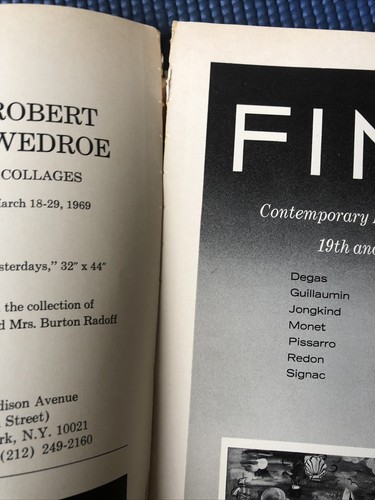 ROBERT
WEDROE
COLLAGES
March 18-29, 1969
sterdays," 32" x 44"
the collection of
Mrs. Burton Radoff
dison Avenue
Street)
rk, N.Y. 10021
(212) 249-2160
FIN
Contemporary
19th and
Degas
Guillaumin
Jongkind
Monet
Pissarro
Redon
Signac